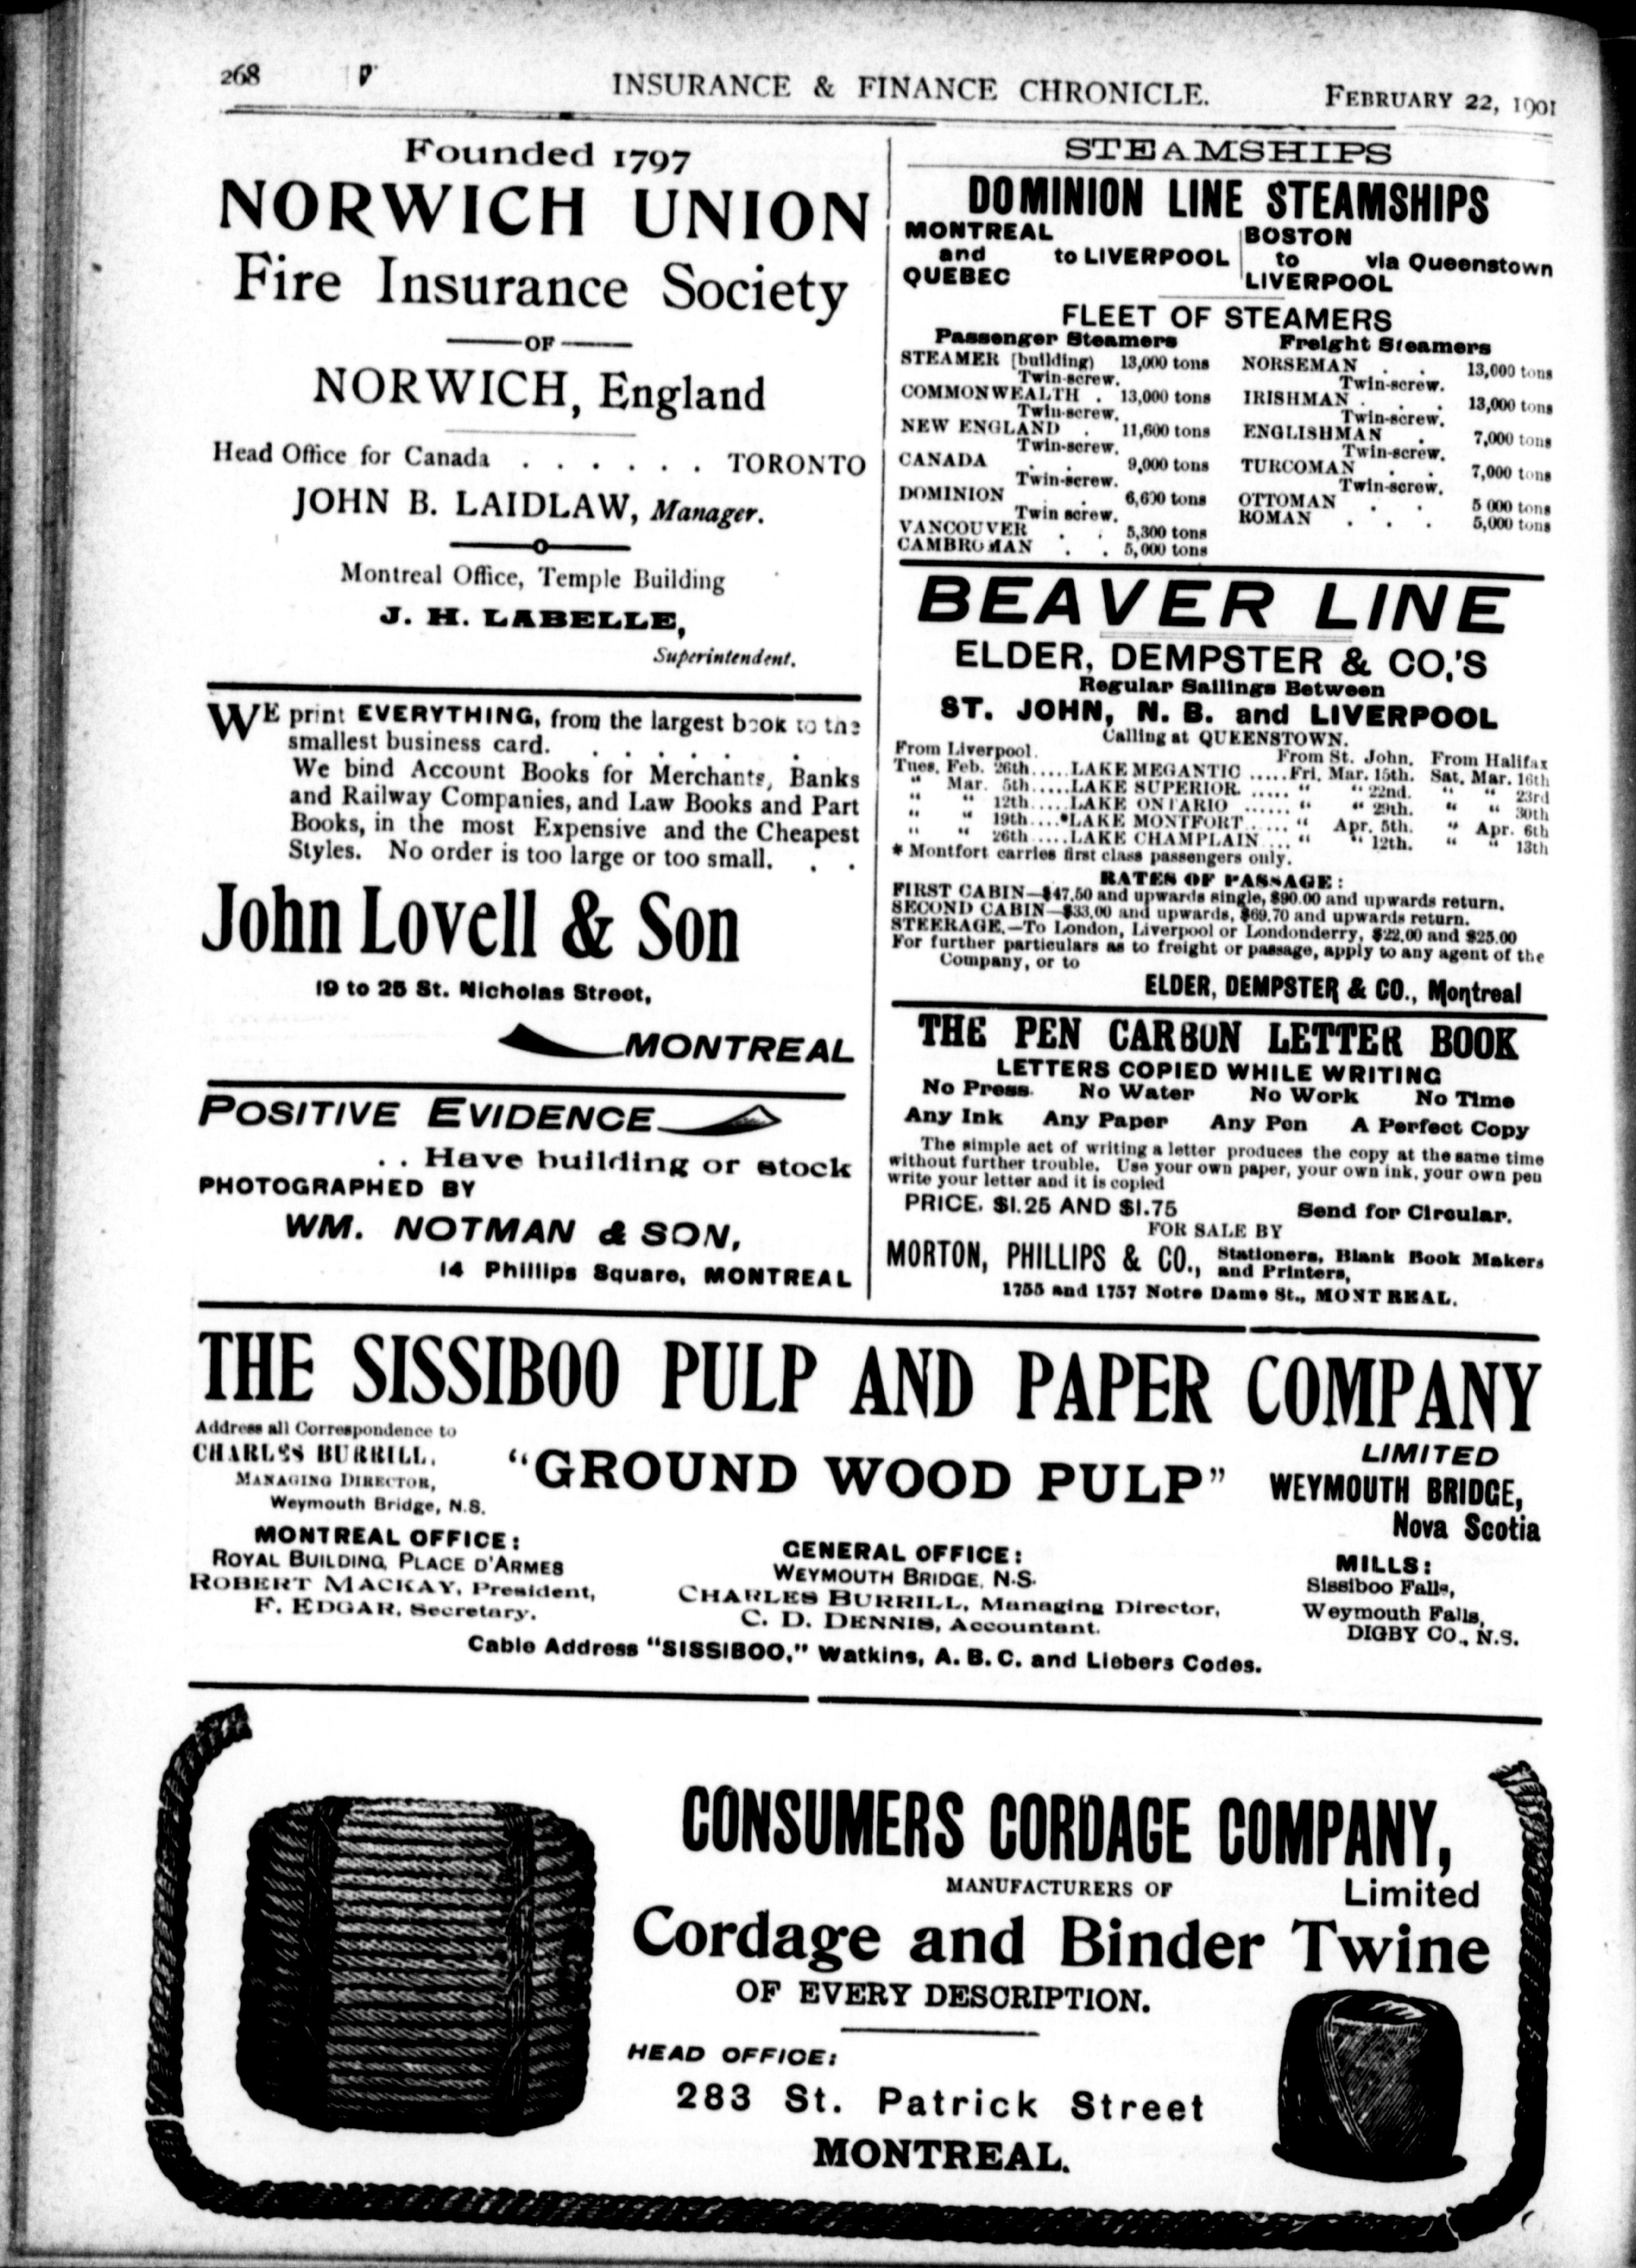 268
INSURANCE & FINANCE CHRONICLE.
FEBRUARY 22, 1901
Founded 1797
NORWICH UNION
Fire Insurance Society
OF
NORWICH, England
Head Office for Canada . . . . . . TORONTO
JOHN B. LAIDLAW, Manager.
Montreal Office, Temple Building
J. H. LABELLE,
Superintendent.
WE print EVERYTHING, from the largest book to the
smallest business card. . . . . . .
We bind Account Books for Merchants, Banks
and Railway Companies, and Law Books and Part
Books, in the most Expensive and the Cheapest
Styles. No order is too large or too small. . .
John Lovell & Son
19 to 25 St. Nicholas Street,
MONTREAL
POSITIVE EVIDENCE
. . Have building or stock
PHOTOGRAPHED BY
WM. NOTMAN & SON,
14 Phillips Square, MONTREAL
STEAMSHIPS
DOMINION LINE STEAMSHIPS
MONTREAL
and to LIVERPOOL
QUEBEC
BOSTON
to via Queenstown
LIVERPOOL
FLEET OF STEAMERS
Passenger Steamers
STEAMER [building) 13,000 tons
Twin-screw.
COMMONWEALTH . 13,000 tons
Twin-screw.
NEW ENGLAND . 11,600 tons
Twin-screw.
CANADA . . 9,000 tons
Twin-screw.
DOMINION . . 6,600 tons
Twin screw.
VANCOUVER . . 5,300 tons
CAMBROMAN . . 5,000 tons
Freight Steamers
NORSEMAN . . 13,000 tons
Twin-screw.
IRISHMAN . . . 13,000 tons
Twin-screw.
ENGLISHMAN . 7,000 tons
Twin-screw.
TURCOMAN . . 7,000 tons
Twin-screw.
OTTOMAN . . 5 000 tons
ROMAN . . . 5,000 tons
BEAVER LINE
ELDER, DEMPSTER & CO,'S
Regular Sailings Between
ST. JOHN, N. B. and LIVERPOOL
Calling at QUEENSTOWN.
From Liverpool. From St. John. From Halifax
Tues. Feb. 26th.....LAKE MEGANTIC .....Fri. Mar. 15th. Sat. Mar. 16th
" Mar. 5th.....LAKE SUPERIOR. ..... " " 22nd. " " 23rd
" " 12th.....LAKE ONTARIO ...... " " 29th. " " 30th
" " 19th....*LAKE MONTFORT..... " Apr. 5th. " Apr. 6th
" " 26th.....LAKE CHAMPLAIN.... " " 12th. " " 13th
* Montfort carries first class passengers only.
RATES OF PASSAGE:
FIRST CABIN—$47.50 and upwards single, $90.00 and upwards return.
SECOND CABIN—$33.00 and upwards, $69.70 and upwards return.
STEERAGE.—To London, Liverpool or Londonderry, $22.00 and $25.00
For further particulars as to freight or passage, apply to any agent of the
Company, or to
ELDER, DEMPSTER & CO., Montreal
THE PEN CARBON LETTER BOOK
LETTERS COPIED WHILE WRITING
No Press. No Water No Work No Time
Any Ink Any Paper Any Pen A Perfect Copy
The simple act of writing a letter produces the copy at the same time
without further trouble. Use your own paper, your own ink, your own pen
write your letter and it is copied
PRICE. $1.25 AND $1.75 Send for Circular.
FOR SALE BY
MORTON, PHILLIPS & CO., Stationers, Blank Book Makers
and Printers,
1755 and 1757 Notre Dame St., MONTREAL.
THE SISSIBOO PULP AND PAPER COMPANY
LIMITED
Address all Correspondence to
CHARLES BURRILL,
MANAGING DIRECTOR,
Weymouth Bridge, N.S.
"GROUND WOOD PULP"
WEYMOUTH BRIDGE,
Nova Scotia
MONTREAL OFFICE:
ROYAL BUILDING, PLACE D'ARMES
ROBERT MACKAY, President,
F. EDGAR, Secretary.
GENERAL OFFICE:
WEYMOUTH BRIDGE, N.S.
CHARLES BURRILL, Managing Director,
C. D. DENNIS, Accountant.
MILLS:
Sissiboo Falls,
Weymouth Falls,
DIGBY CO., N.S.
Cable Address "SISSIBOO," Watkins, A. B. C. and Liebers Codes.
CONSUMERS CORDAGE COMPANY,
Limited
MANUFACTURERS OF
Cordage and Binder Twine
OF EVERY DESCRIPTION.
HEAD OFFICE:
283 St. Patrick Street
MONTREAL.